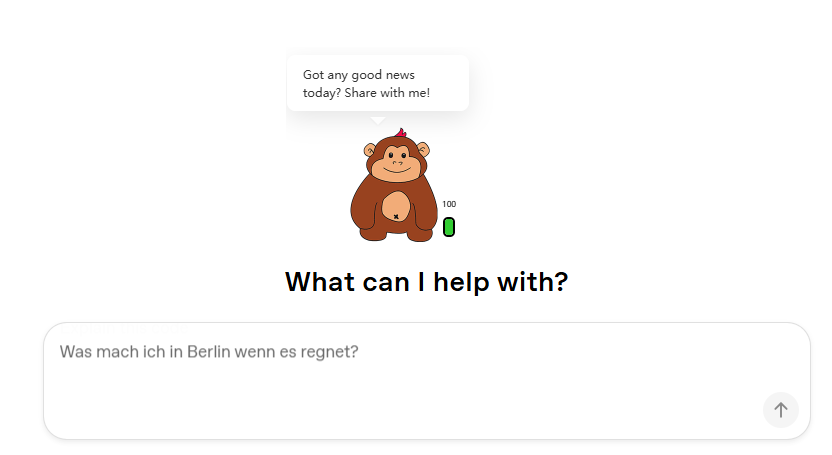 Got any good news
today? Share with me!
100
What can I help with?
Was mach ich in Berlin wenn es regnet?